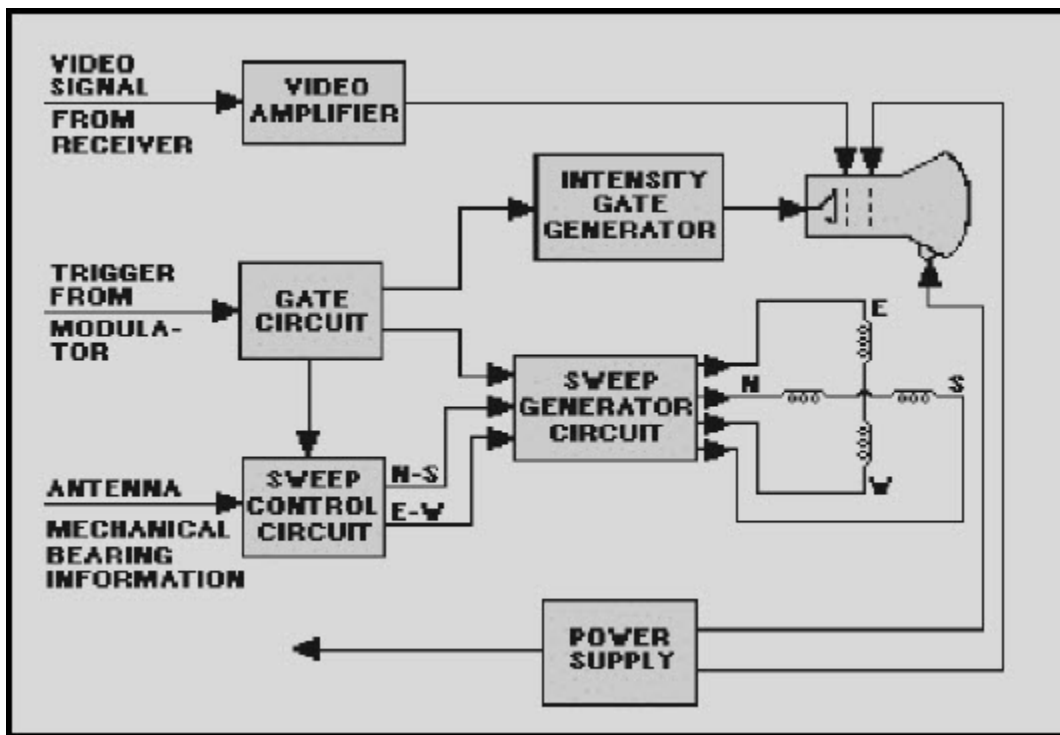 VIDEO
SIGNAL
FROM
RECEIVER
VIDEO
AMPLIFIER
INTENSITY
GATE
GENERATOR
TRIGGER
FROM
MODULA-
TOR
GATE
CIRCUIT
SWEEP
GENERATOR
CIRCUIT
E
N
S
W
ANTENNA
MECHANICAL
BEARING
INFORMATION
SWEEP
CONTROL
CIRCUIT
N-S
E-W
POWER
SUPPLY